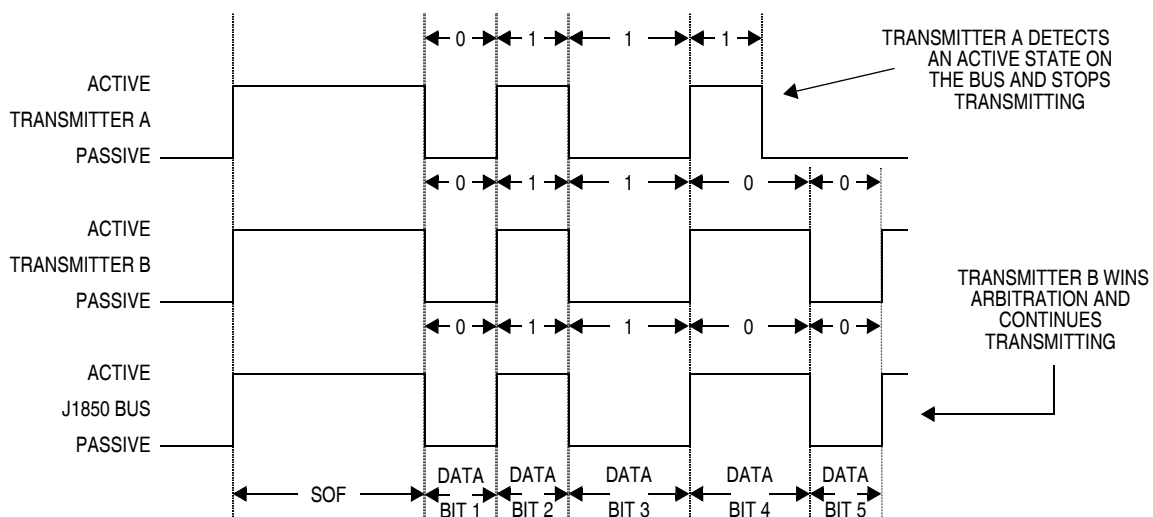 0 1 1 1
TRANSMITTER A DETECTS
AN ACTIVE STATE ON
THE BUS AND STOPS
TRANSMITTING
ACTIVE
TRANSMITTER A
PASSIVE
0 1 1 0 0
ACTIVE
TRANSMITTER B
PASSIVE
TRANSMITTER B WINS
ARBITRATION AND
CONTINUES
TRANSMITTING
0 1 1 0 0
ACTIVE
J1850 BUS
PASSIVE
SOF
DATA
BIT 1
DATA
BIT 2
DATA
BIT 3
DATA
BIT 4
DATA
BIT 5